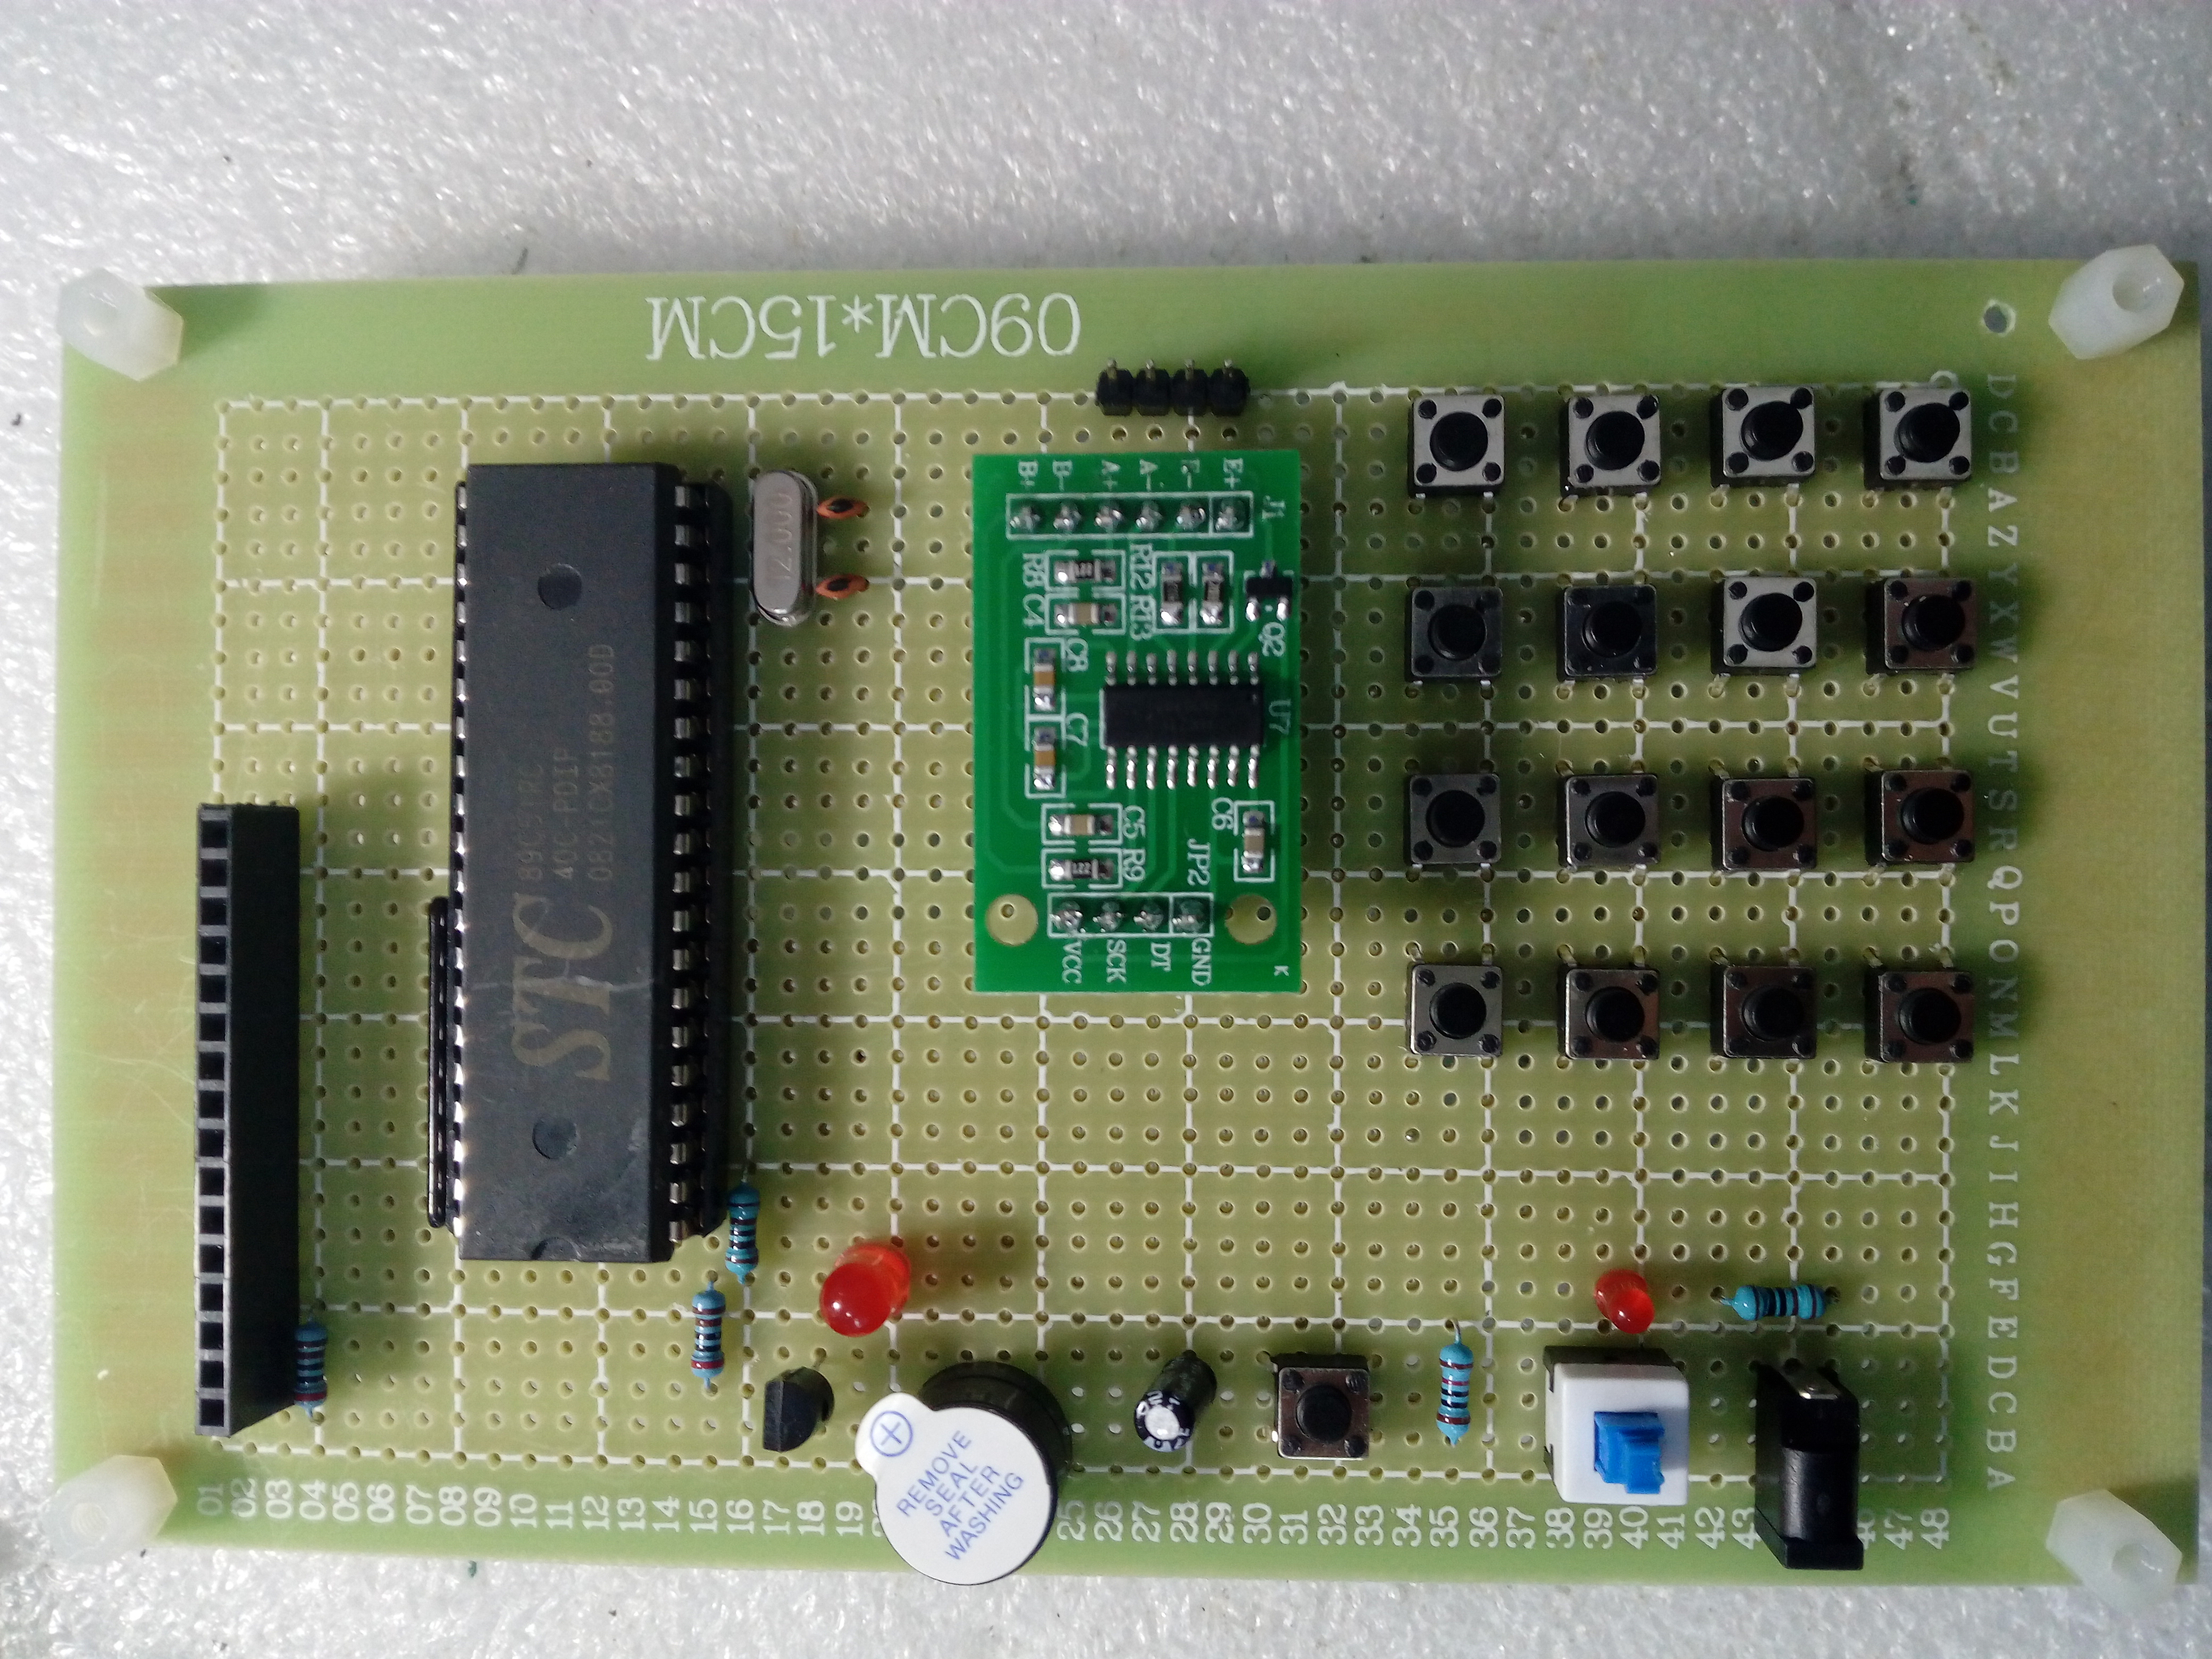 09CM*15CM
D C B A Z Y X W V U T S R Q P O N M L K J I H G F E D C B A
12.000
STC
89C51RC
40C-PDIP
0821CX8118B.00D
B+ B- A+ A- E- E+
J1
R8 C4 R12 R13
Q2
C8
C7
U7
C5 R9
C6
JP2
VCC SCK DT GND
K
122
REMOVE
SEAL
AFTER
WASHING
01 02 03 04 05 06 07 08 09 10 11 12 13 14 15 16 17 18 19 25 26 27 28 29 30 31 32 33 34 35 36 37 38 39 40 41 42 43 47 48